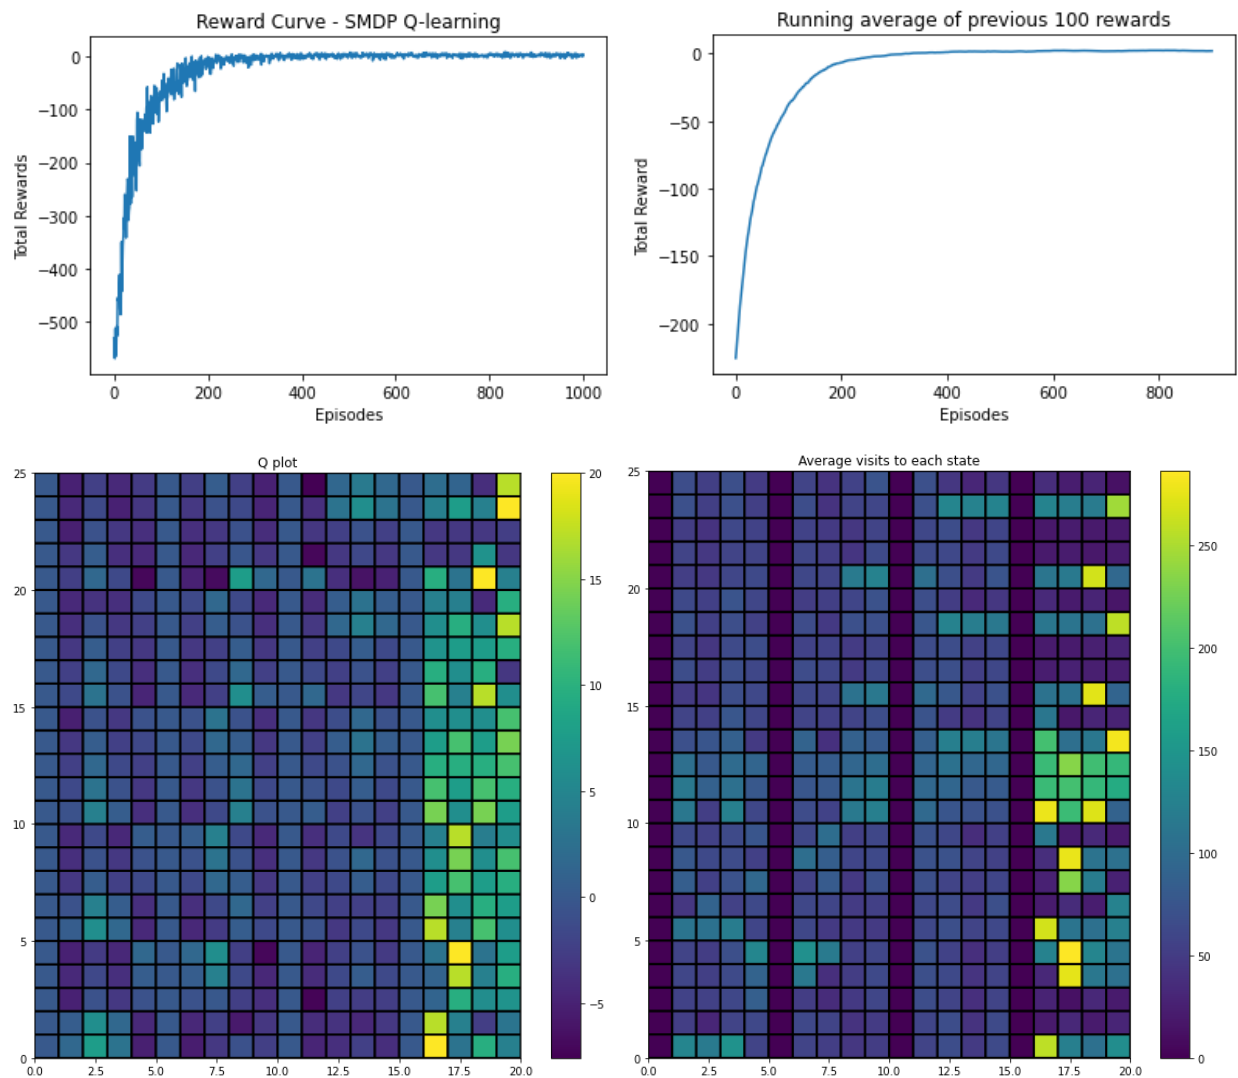 Reward Curve - SMDP Q-learning
0
−100
−200
−300
−400
−500
Total Rewards
0 200 400 600 800 1000
Episodes
Running average of previous 100 rewards
0
−50
−100
−150
−200
Total Reward
0 200 400 600 800
Episodes
Q plot
25
20
15
10
5
0
0.0 2.5 5.0 7.5 10.0 12.5 15.0 17.5 20.0
20
15
10
5
0
−5
Average visits to each state
25
20
15
10
5
0
0.0 2.5 5.0 7.5 10.0 12.5 15.0 17.5 20.0
250
200
150
100
50
0